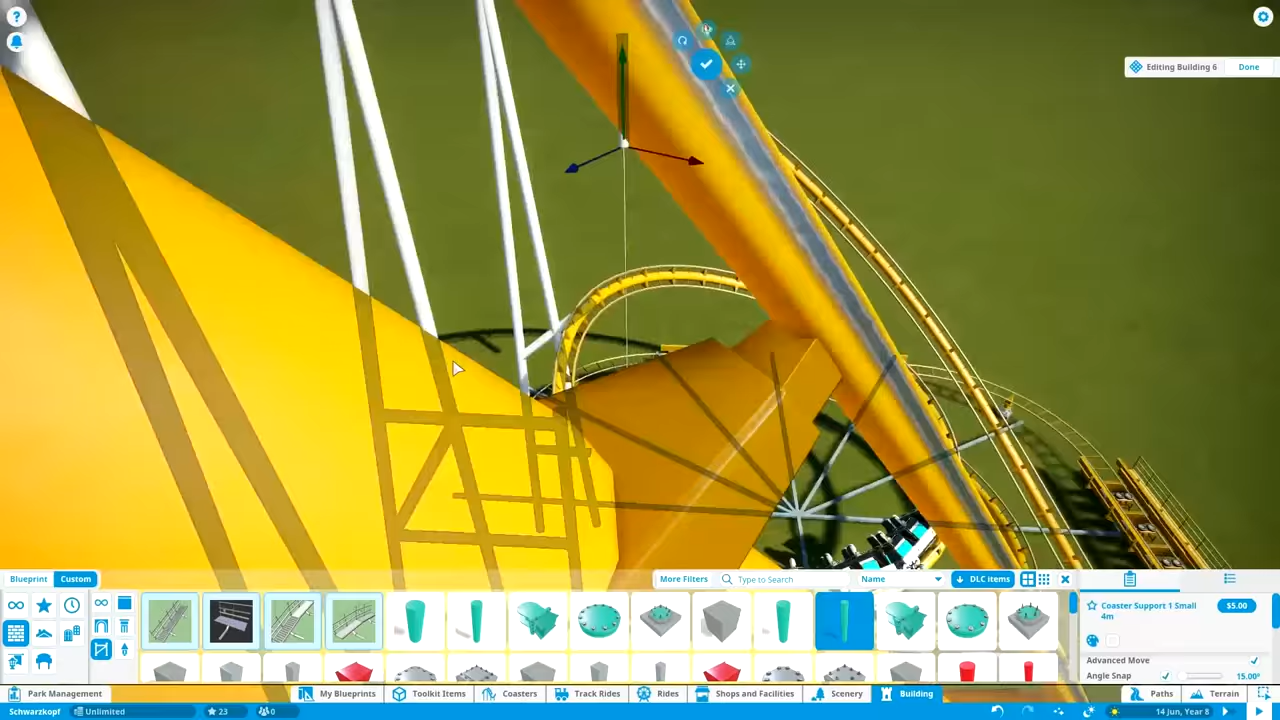 ?
Editing Building 6 Done
Blueprint Custom
More Filters Type to Search Name DLC items
Coaster Support 1 Small 4m $5.00
Advanced Move
Angle Snap 15.00°
Park Management My Blueprints Toolkit Items Coasters Track Rides Rides Shops and Facilities Scenery Building Paths Terrain
Schwarzkopf Unlimited 23 0 14 Jun, Year 8